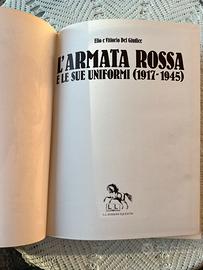 Elio e Vittorio Del Giudice
L'ARMATA ROSSA
E LE SUE UNIFORMI (1917-1945)